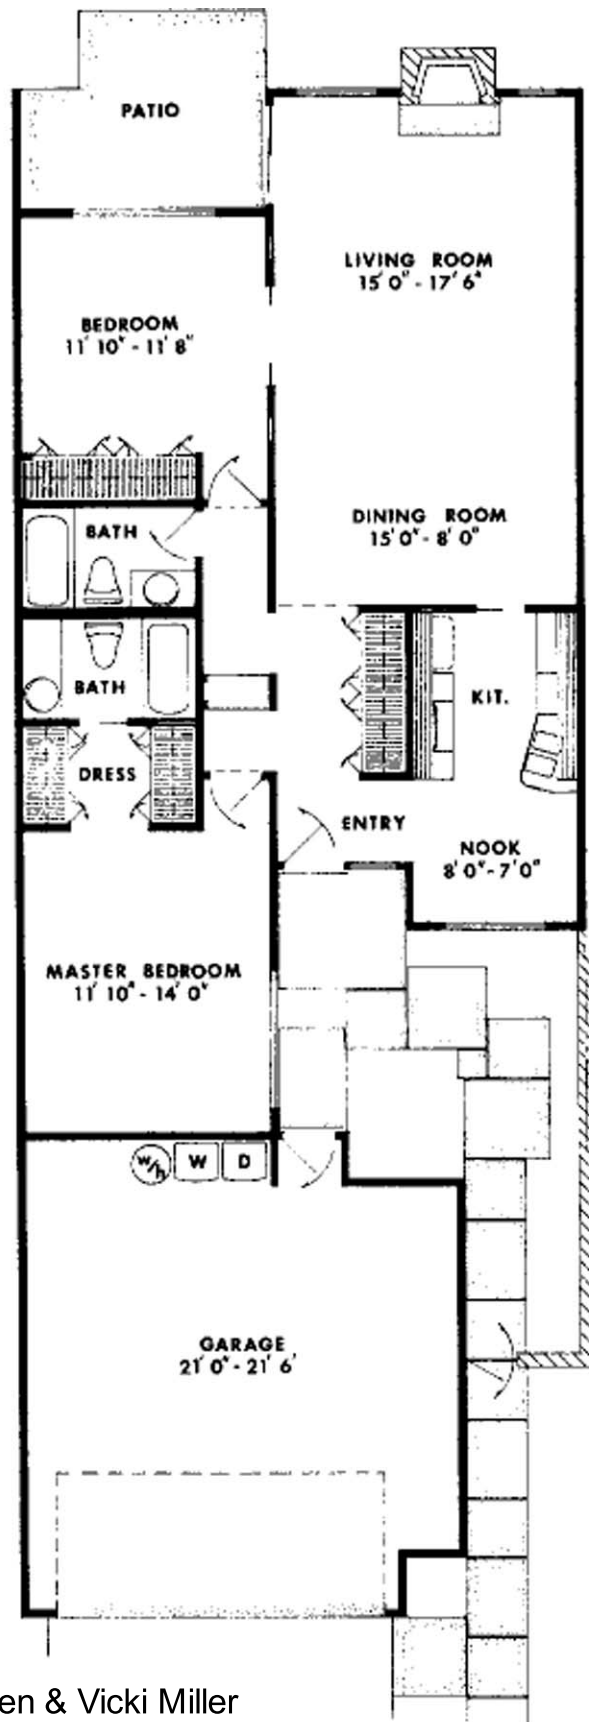 PATIO
LIVING ROOM
15' 0" - 17' 6"
BEDROOM
11' 10" - 11' 8"
DINING ROOM
15' 0" - 8' 0"
BATH
BATH
KIT.
DRESS
ENTRY
NOOK
8' 0" - 7' 0"
MASTER BEDROOM
11' 10" - 14' 0"
w/h W D
GARAGE
21' 0" - 21' 6'
en & Vicki Miller